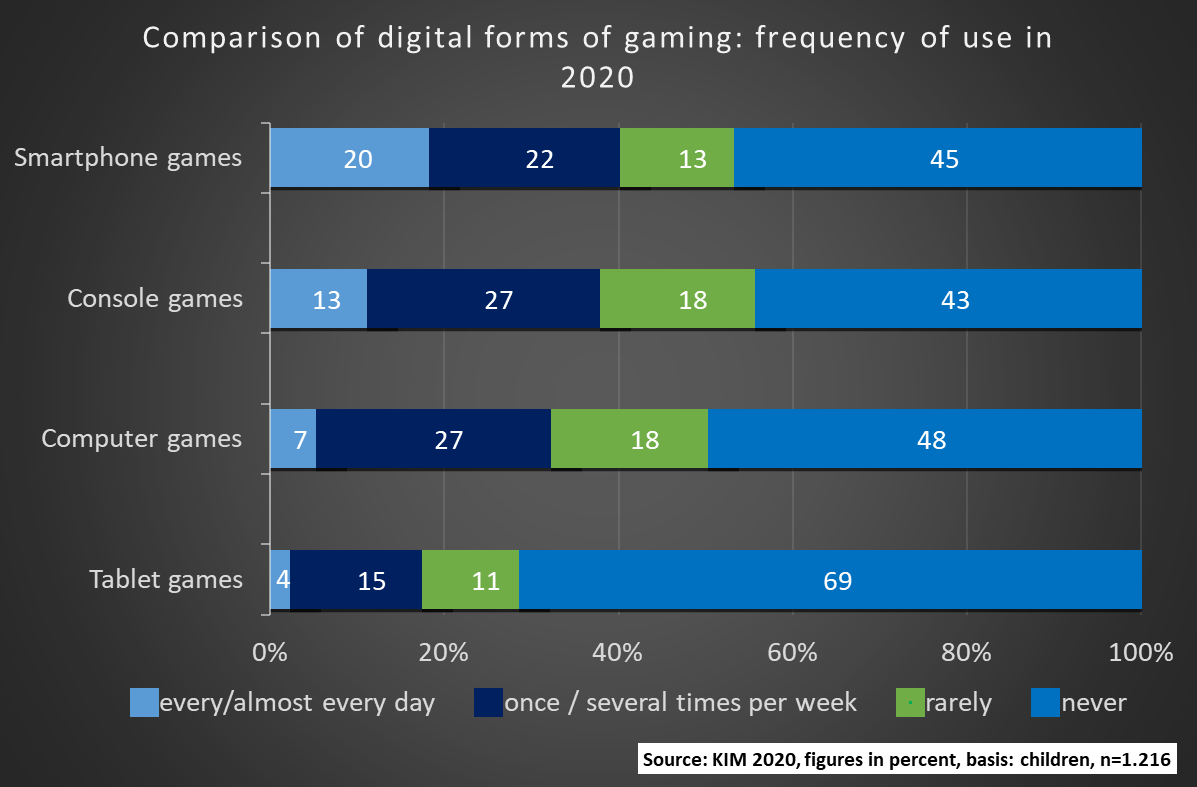 Comparison of digital forms of gaming: frequency of use in
2020
Smartphone games 20 22 13 45
Console games 13 27 18 43
Computer games 7 27 18 48
Tablet games 4 15 11 69
0% 20% 40% 60% 80% 100%
every/almost every day once / several times per week rarely never
Source: KIM 2020, figures in percent, basis: children, n=1.216